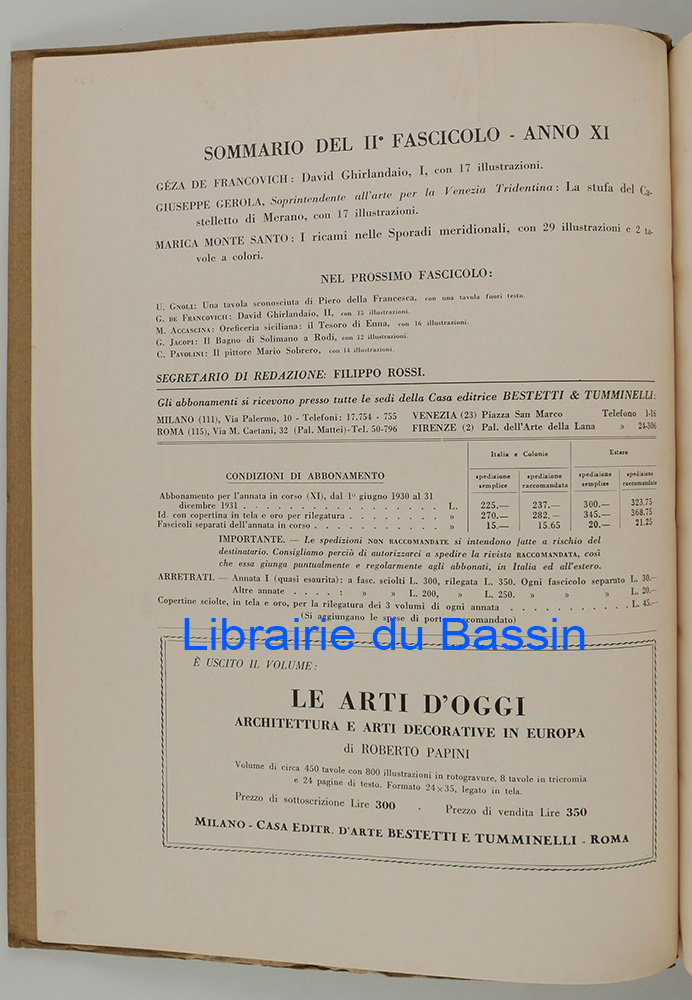 SOMMARIO DEL II° FASCICOLO - ANNO XI
GÉZA DE FRANCOVICH: David Ghirlandaio, I, con 17 illustrazioni.
GIUSEPPE GEROLA, Soprintendente all'arte per la Venezia Tridentina: La stufa del Ca-
stelletto di Merano, con 17 illustrazioni.
MARICA MONTE SANTO: I ricami nelle Sporadi meridionali, con 29 illustrazioni e 2 ta-
vole a colori.
NEL PROSSIMO FASCICOLO:
U. GNOLI: Una tavola sconosciuta di Piero della Francesca, con una tavola fuori testo.
G. DE FRANCOVICH: David Ghirlandaio, II, con 15 illustrazioni.
M. ACCASCINA: Oreficeria siciliana: il Tesoro di Enna, con 16 illustrazioni.
G. JACOPI: Il Bagno di Solimano a Rodi, con 12 illustrazioni.
C. PAVOLINI: Il pittore Mario Sobrero, con 14 illustrazioni.
SEGRETARIO DI REDAZIONE: FILIPPO ROSSI.
Gli abbonamenti si ricevono presso tutte le sedi della Casa editrice BESTETTI & TUMMINELLI:
MILANO (111), Via Palermo, 10 - Telefoni: 17.754 - 755 VENEZIA (23) Piazza San Marco Telefono 1-16
ROMA (115), Via M. Caetani, 32 (Pal. Mattei) - Tel. 50-796 FIRENZE (2) Pal. dell'Arte della Lana » 24-306
Italia e Colonie Estero
CONDIZIONI DI ABBONAMENTO spedizione semplice spedizione raccomandata spedizione semplice spedizione raccomandata
Abbonamento per l'annata in corso (XI), dal 1° giugno 1930 al 31
dicembre 1931 . . . . . . . . . . . . . . . . L. 225.— 237.— 300.— 323.75
Id. con copertina in tela e oro per rilegatura . . . . . . . . » 270.— 282.— 345.— 368.75
Fascicoli separati dell'annata in corso . . . . . . . . . . . » 15.— 15.65 20.— 21.25
IMPORTANTE. — Le spedizioni NON RACCOMANDATE si intendono fatte a rischio del
destinatario. Consigliamo perciò di autorizzarci a spedire la rivista RACCOMANDATA, così
che essa giunga puntualmente e regolarmente agli abbonati, in Italia ed all'estero.
ARRETRATI. — Annata I (quasi esaurita): a fasc. sciolti L. 300, rilegata L. 350. Ogni fascicolo separato L. 30.—
Altre annate . . . . : » » L. 200, » L. 250. » » » L. 20.—
Copertine sciolte, in tela e oro, per la rilegatura dei 3 volumi di ogni annata . . . . . . . . . . L. 45.—
(Si aggiungano le spese di porto raccomandato)
Librairie du Bassin
È USCITO IL VOLUME:
LE ARTI D'OGGI
ARCHITETTURA E ARTI DECORATIVE IN EUROPA
di ROBERTO PAPINI
Volume di circa 450 tavole con 800 illustrazioni in rotogravure, 8 tavole in tricromia
e 24 pagine di testo. Formato 24×35, legato in tela.
Prezzo di sottoscrizione Lire 300 - Prezzo di vendita Lire 350
MILANO - CASA EDITR. D'ARTE BESTETTI E TUMMINELLI - ROMA